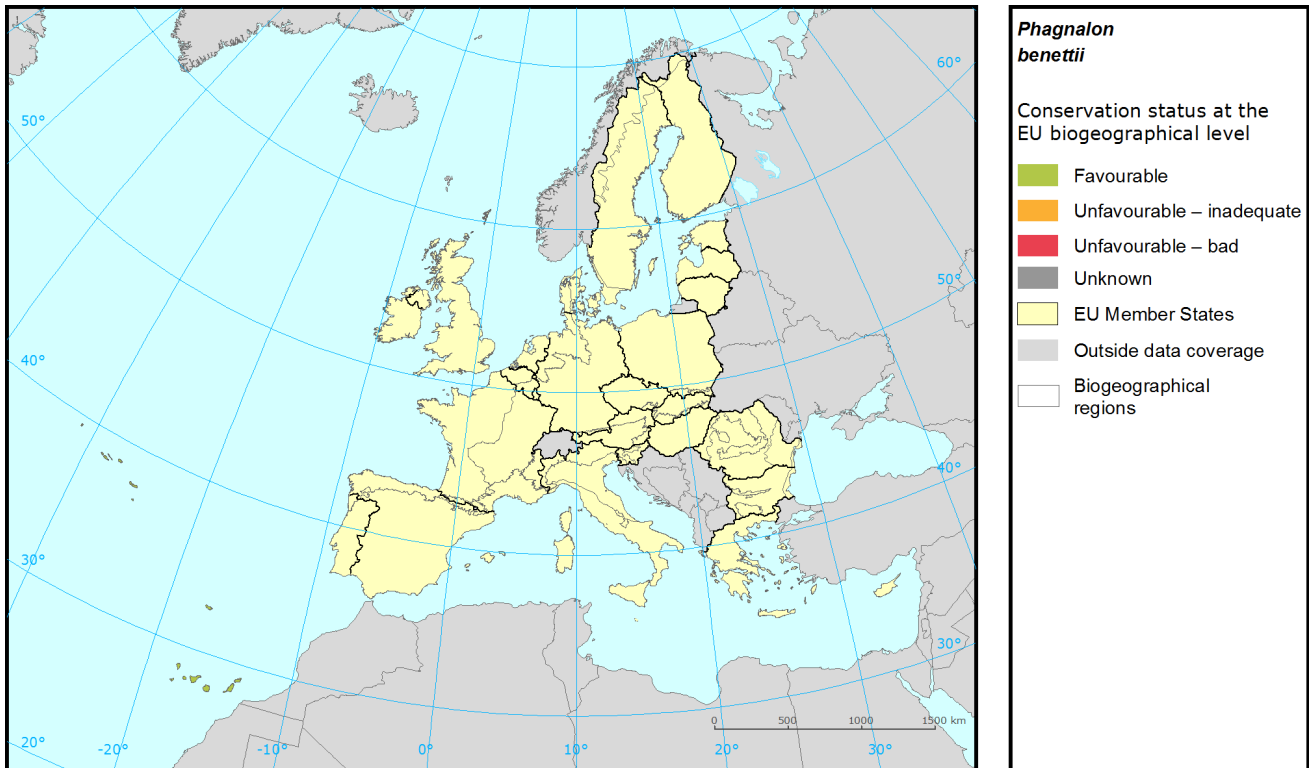 Phagnalon
benettii
Conservation status at the
EU biogeographical level
Favourable
Unfavourable – inadequate
Unfavourable – bad
Unknown
EU Member States
Outside data coverage
Biogeographical
regions
60°
50°
50°
40°
40°
30°
30°
0 500 1000 1500 km
20° -20° -10° 0° 10° 20° 30°